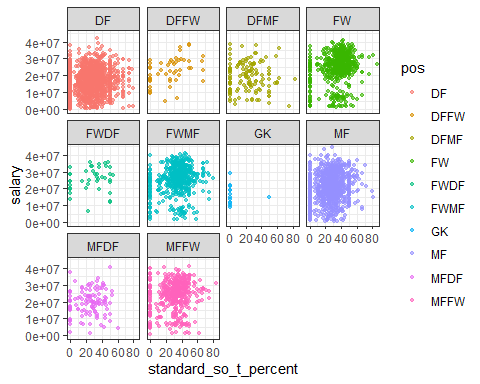 DF DFFW DFMF FW
4e+07
3e+07
2e+07
1e+07
0e+00
FWDF FWMF GK MF
4e+07
3e+07
2e+07
1e+07
0e+00
0 20 40 60 80 0 20 40 60 80
MFDF MFFW
4e+07
3e+07
2e+07
1e+07
0e+00
0 20 40 60 80 0 20 40 60 80
standard_so_t_percent
salary
pos
DF
DFFW
DFMF
FW
FWDF
FWMF
GK
MF
MFDF
MFFW